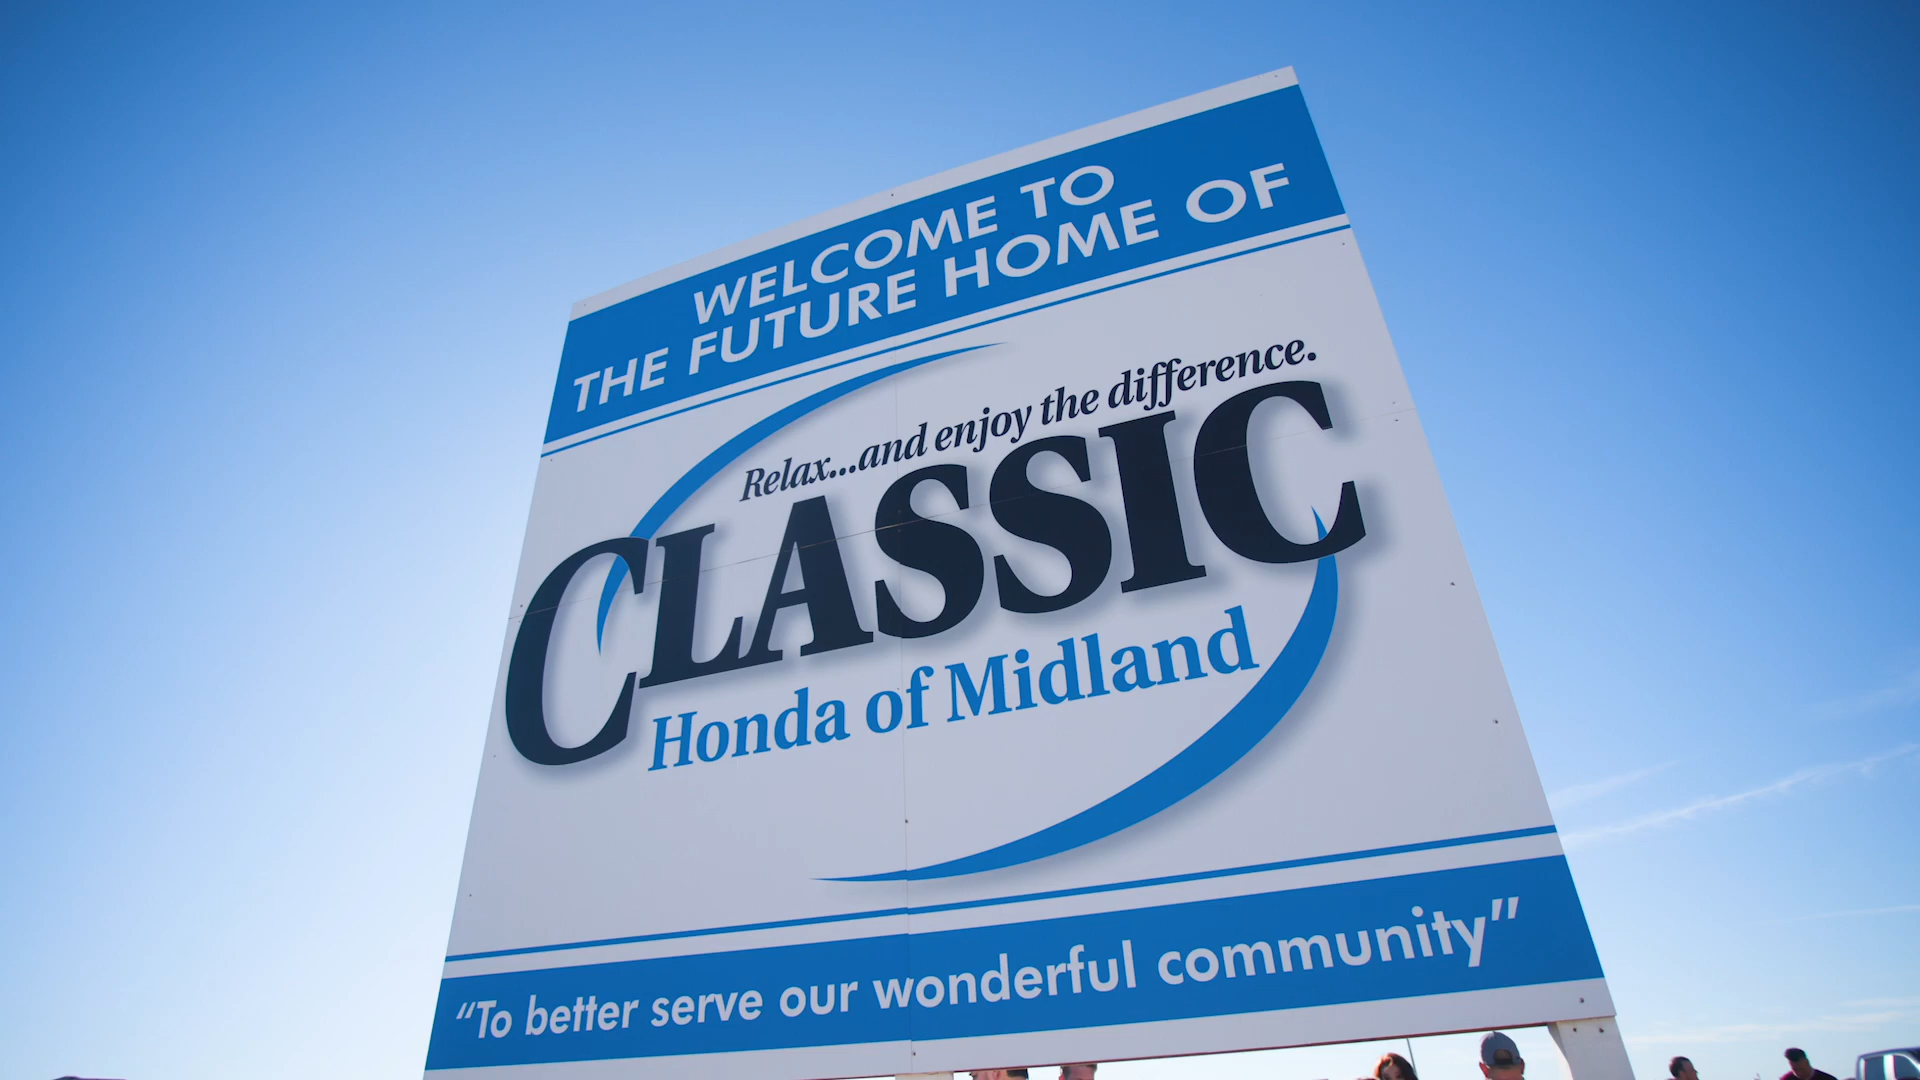 WELCOME TO
THE FUTURE HOME OF
Relax...and enjoy the difference.
CLASSIC
Honda of Midland
“To better serve our wonderful community”